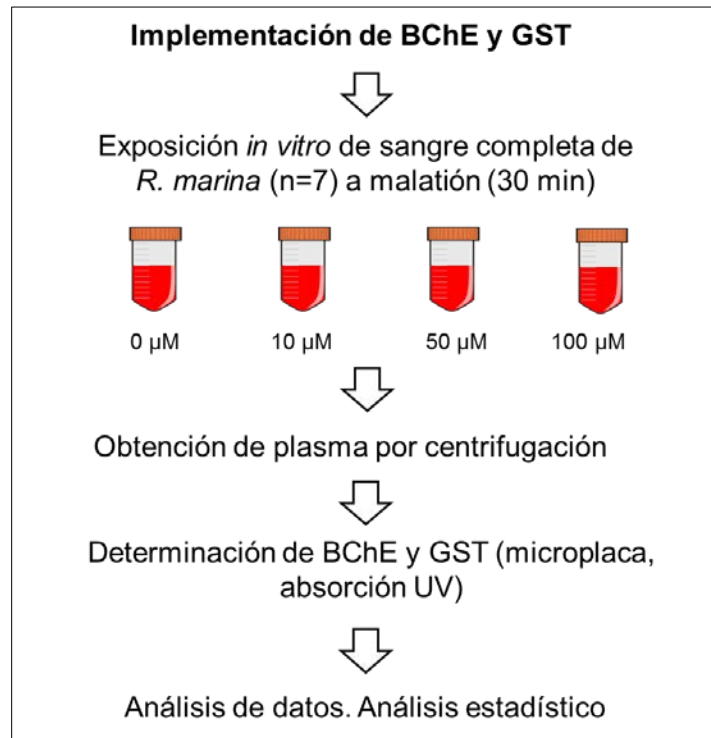 Implementación de BChE y GST
Exposición in vitro de sangre completa de
R. marina (n=7) a malatión (30 min)
0 µM 10 µM 50 µM 100 µM
Obtención de plasma por centrifugación
Determinación de BChE y GST (microplaca,
absorción UV)
Análisis de datos. Análisis estadístico